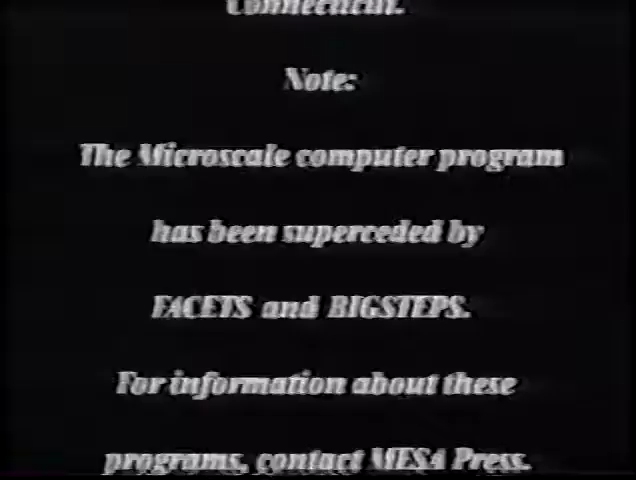 Connecticut.
Note:
The Microscale computer program
has been superceded by
FACETS and BIGSTEPS.
For information about these
programs, contact MESA Press.